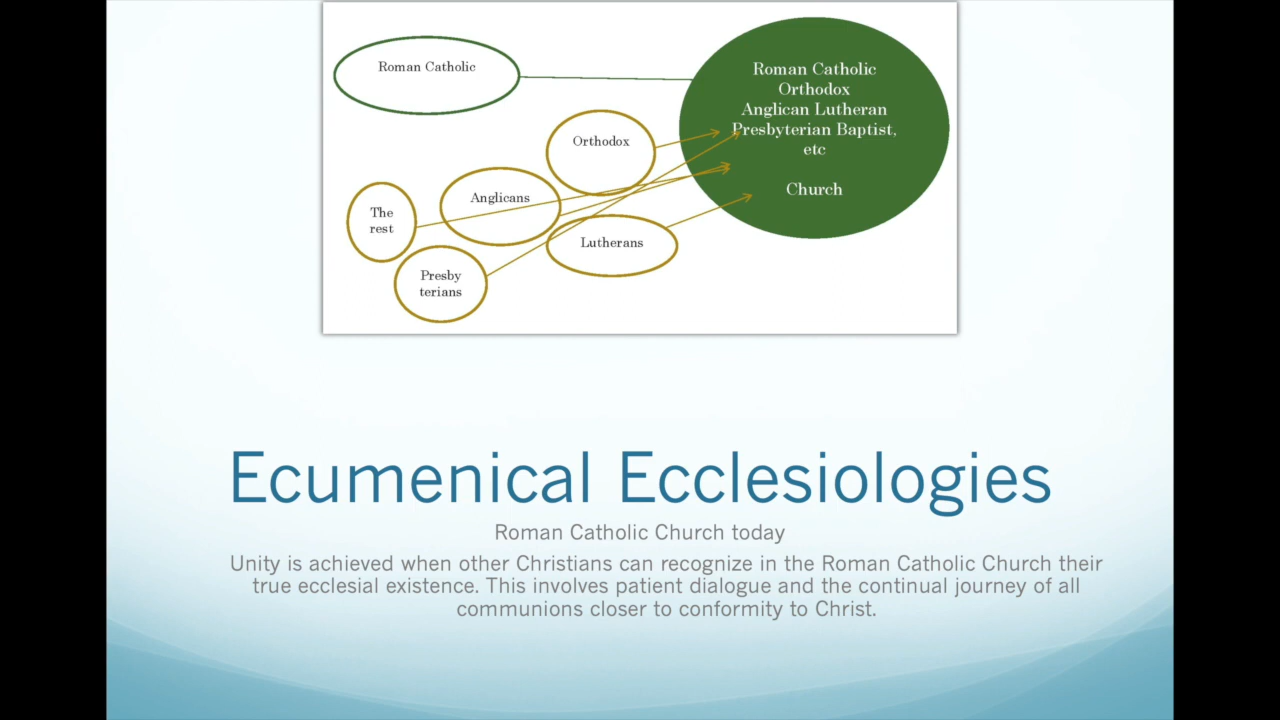 Roman Catholic
Roman Catholic
Orthodox
Anglican Lutheran
Presbyterian Baptist,
etc
Church
Orthodox
Anglicans
The
rest
Lutherans
Presby
terians
Ecumenical Ecclesiologies
Roman Catholic Church today
Unity is achieved when other Christians can recognize in the Roman Catholic Church their
true ecclesial existence. This involves patient dialogue and the continual journey of all
communions closer to conformity to Christ.